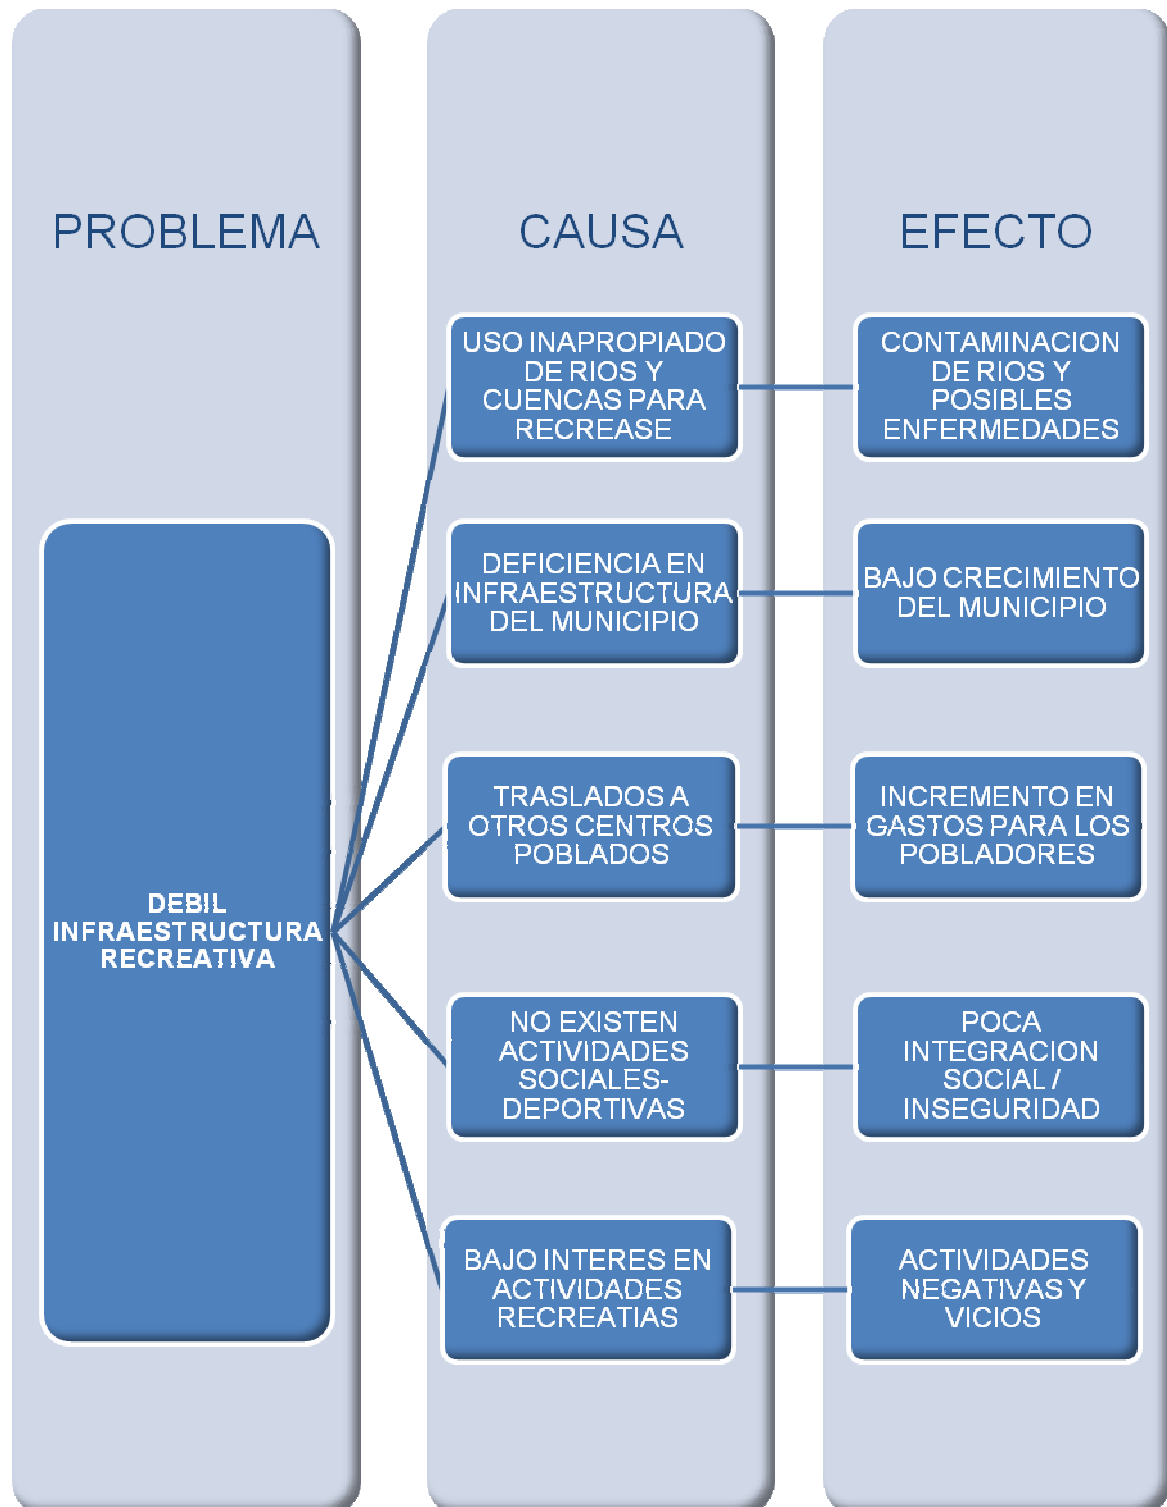 PROBLEMA
CAUSA
EFECTO
DEBIL
INFRAESTRUCTURA
RECREATIVA
USO INAPROPIADO
DE RIOS Y
CUENCAS PARA
RECREASE
CONTAMINACION
DE RIOS Y
POSIBLES
ENFERMEDADES
DEFICIENCIA EN
INFRAESTRUCTURA
DEL MUNICIPIO
BAJO CRECIMIENTO
DEL MUNICIPIO
TRASLADOS A
OTROS CENTROS
POBLADOS
INCREMENTO EN
GASTOS PARA LOS
POBLADORES
NO EXISTEN
ACTIVIDADES
SOCIALES-
DEPORTIVAS
POCA
INTEGRACION
SOCIAL /
INSEGURIDAD
BAJO INTERES EN
ACTIVIDADES
RECREATIAS
ACTIVIDADES
NEGATIVAS Y
VICIOS